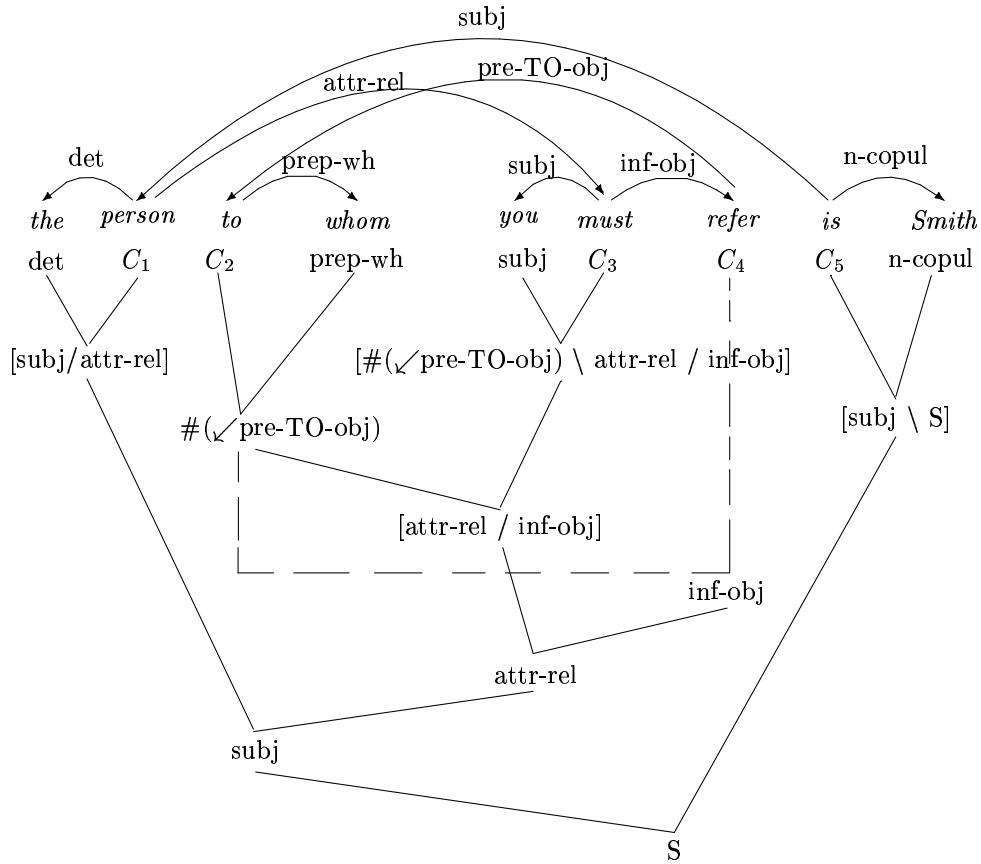 subj
pre-TO-obj
attr-rel
det prep-wh subj inf-obj n-copul
the person to whom you must refer is Smith
det C₁ C₂ prep-wh subj C₃ C₄ C₅ n-copul
[subj/attr-rel] [#(↙pre-TO-obj) \ attr-rel / inf-obj]
[subj \ S]
#(↙pre-TO-obj)
[attr-rel / inf-obj]
inf-obj
attr-rel
subj
S